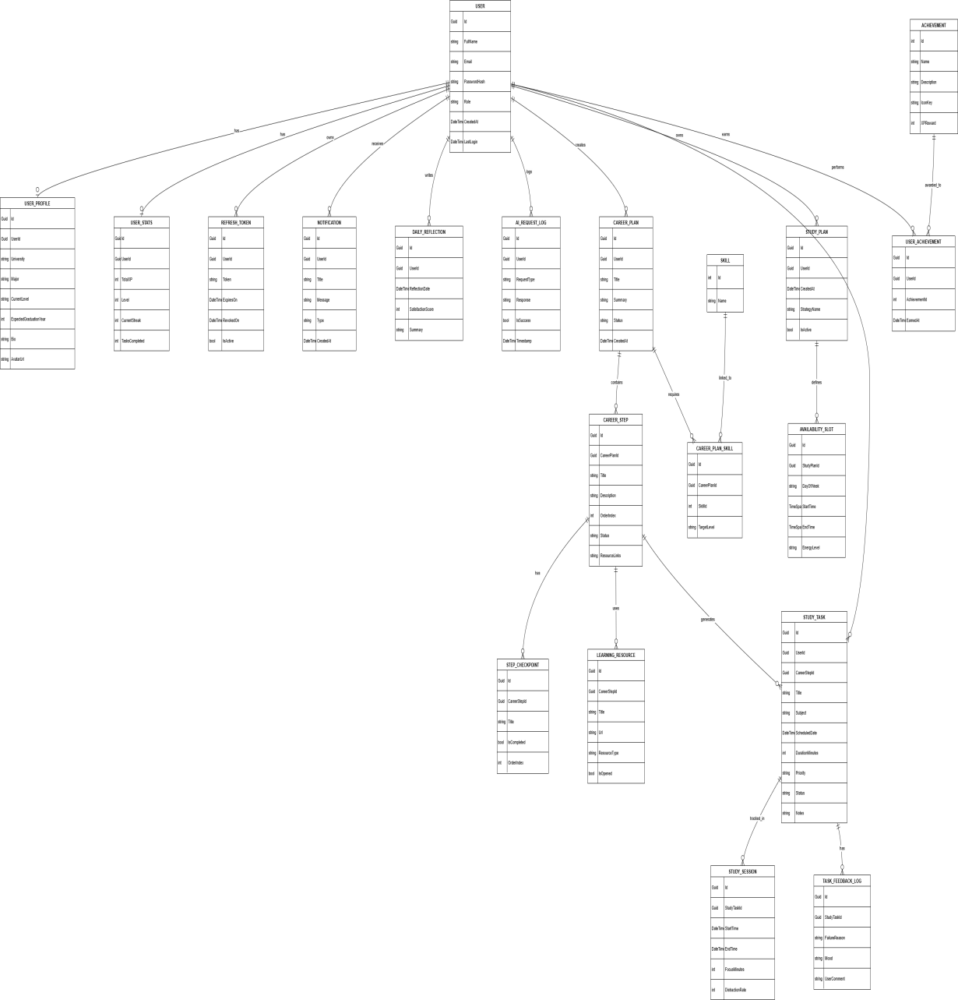 USER
Guid Id
string FullName
string Email
string PasswordHash
string Role
DateTime CreatedAt
DateTime LastLogin
ACHIEVEMENT
int Id
string Name
string Description
string IconKey
int XPReward
has
has
owns
receives
writes
logs
creates
owns
earns
performs
awarded_to
USER_PROFILE
Guid Id
Guid UserId
string University
string Major
string CurrentLevel
int ExpectedGraduationYear
string Bio
string AvatarUrl
USER_STATS
Guid Id
Guid UserId
int TotalXP
int Level
int CurrentStreak
int TasksCompleted
REFRESH_TOKEN
Guid Id
Guid UserId
string Token
DateTime ExpiresOn
DateTime RevokedOn
bool IsActive
NOTIFICATION
Guid Id
Guid UserId
string Title
string Message
string Type
DateTime CreatedAt
DAILY_REFLECTION
Guid Id
Guid UserId
DateTime ReflectionDate
int SatisfactionScore
string Summary
AI_REQUEST_LOG
Guid Id
Guid UserId
string RequestType
string Response
bool IsSuccess
DateTime Timestamp
CAREER_PLAN
Guid Id
Guid UserId
string Title
string Summary
string Status
DateTime CreatedAt
SKILL
int Id
string Name
STUDY_PLAN
Guid Id
Guid UserId
DateTime CreatedAt
string StrategyName
bool IsActive
USER_ACHIEVEMENT
Guid Id
Guid UserId
int AchievementId
DateTime EarnedAt
contains
requires
linked_to
defines
CAREER_STEP
Guid Id
Guid CareerPlanId
string Title
string Description
int OrderIndex
string Status
string ResourceLinks
CAREER_PLAN_SKILL
Guid Id
Guid CareerPlanId
int SkillId
string TargetLevel
AVAILABILITY_SLOT
Guid Id
Guid StudyPlanId
string DayOfWeek
TimeSpa StartTime
TimeSpa EndTime
string EnergyLevel
has
uses
generates
STEP_CHECKPOINT
Guid Id
Guid CareerStepId
string Title
bool IsCompleted
int OrderIndex
LEARNING_RESOURCE
Guid Id
Guid CareerStepId
string Title
string Url
string ResourceType
bool IsOpened
STUDY_TASK
Guid Id
Guid UserId
Guid CareerStepId
string Title
string Subject
DateTime ScheduledDate
int DurationMinutes
string Priority
string Status
string Notes
tracked_in
has
STUDY_SESSION
Guid Id
Guid StudyTaskId
DateTime StartTime
DateTime EndTime
int FocusMinutes
int DistractionRate
TASK_FEEDBACK_LOG
Guid Id
Guid StudyTaskId
string FailureReason
string Mood
string UserComment